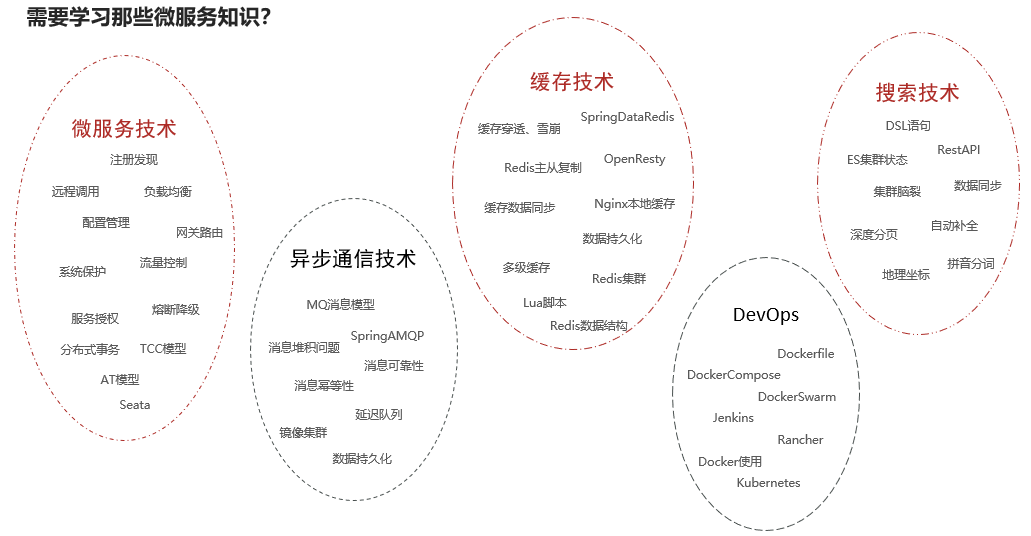 需要学习那些微服务知识？
微服务技术
注册发现
远程调用
负载均衡
配置管理
网关路由
系统保护
流量控制
服务授权
熔断降级
分布式事务
TCC模型
AT模型
Seata
异步通信技术
MQ消息模型
SpringAMQP
消息堆积问题
消息可靠性
消息幂等性
延迟队列
镜像集群
数据持久化
缓存技术
SpringDataRedis
缓存穿透、雪崩
OpenResty
Redis主从复制
Nginx本地缓存
缓存数据同步
数据持久化
多级缓存
Redis集群
Lua脚本
Redis数据结构
DevOps
Dockerfile
DockerCompose
DockerSwarm
Jenkins
Rancher
Docker使用
Kubernetes
搜索技术
DSL语句
RestAPI
ES集群状态
数据同步
集群脑裂
自动补全
深度分页
拼音分词
地理坐标